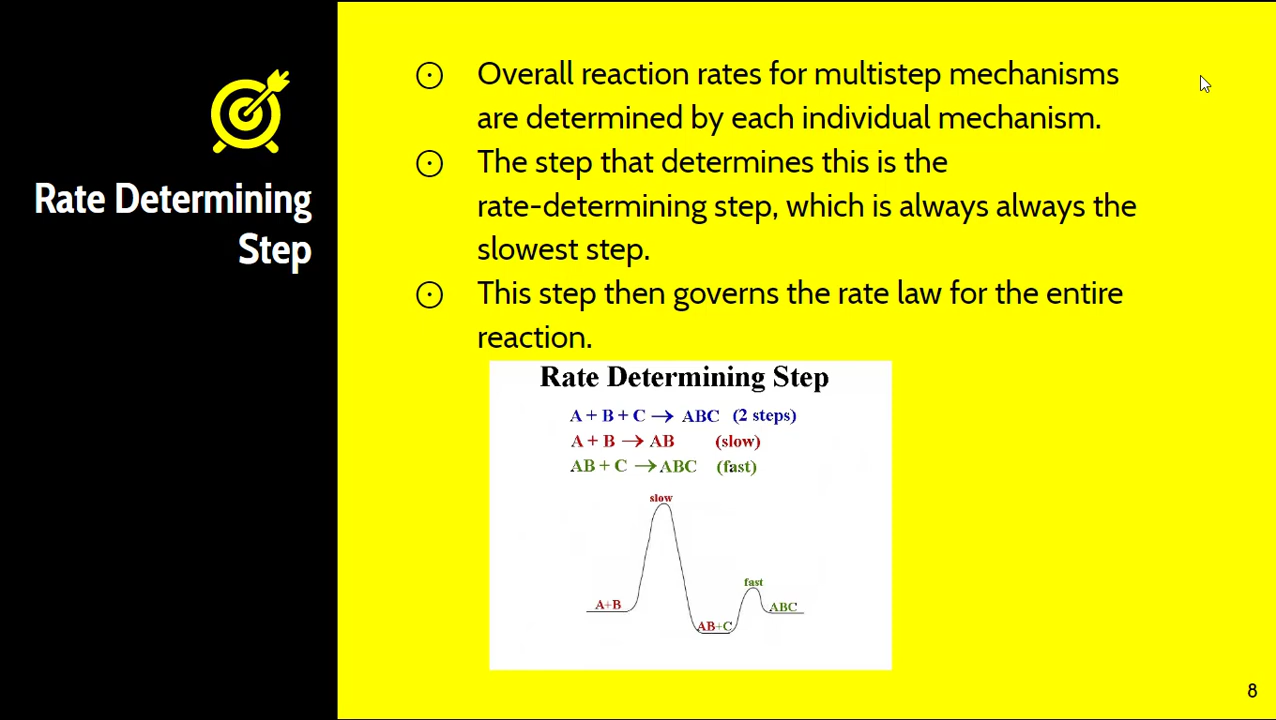 Rate Determining
Step
Overall reaction rates for multistep mechanisms
are determined by each individual mechanism.
The step that determines this is the
rate-determining step, which is always always the
slowest step.
This step then governs the rate law for the entire
reaction.
Rate Determining Step
A + B + C → ABC (2 steps)
A + B → AB (slow)
AB + C → ABC (fast)
slow
fast
A+B
ABC
AB+C
8